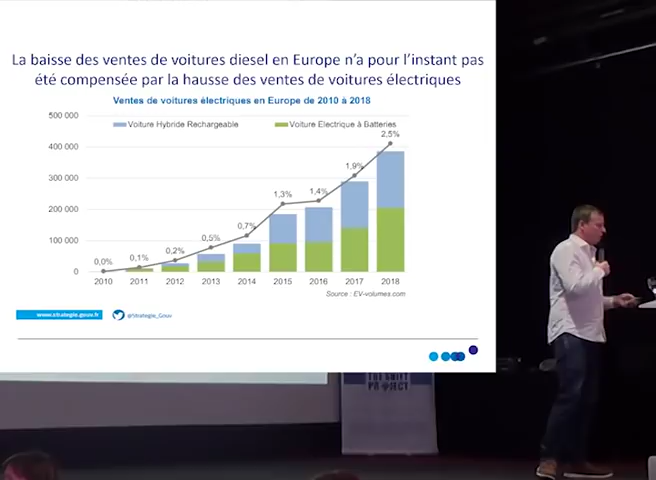 La baisse des ventes de voitures diesel en Europe n'a pour l'instant pas
été compensée par la hausse des ventes de voitures électriques
Ventes de voitures électriques en Europe de 2010 à 2018
500 000
Voiture Hybride Rechargeable
Voiture Electrique à Batteries
400 000
300 000
200 000
100 000
0
0,0%
0,1%
0,2%
0,5%
0,7%
1,3%
1,4%
1,9%
2,5%
2010
2011
2012
2013
2014
2015
2016
2017
2018
Source : EV-volumes.com
www.strategie.gouv.fr
@Strategie_Gouv
THE SHIFT
PROJECT